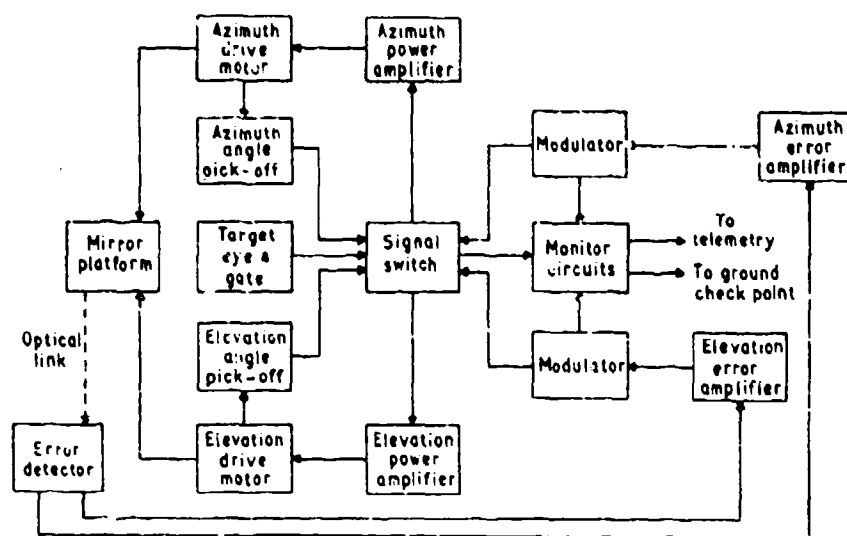 Azimuth
drive
motor
Azimuth
power
amplifier
Azimuth
angle
pick-off
Modulator
Azimuth
error
amplifier
Mirror
platform
Target
eye &
gate
Signal
switch
Monitor
circuits
To
telemetry
To ground
check point
Optical
link
Elevation
angle
pick-off
Modulator
Elevation
error
amplifier
Error
detector
Elevation
drive
motor
Elevation
power
amplifier